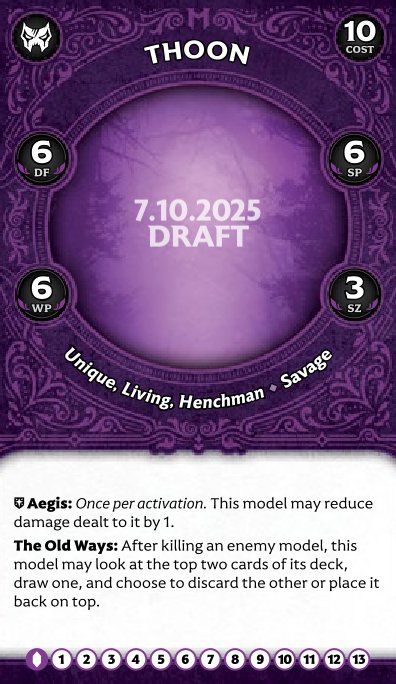 THOON
10
COST
6
DF
6
SP
7.10.2025
DRAFT
6
WP
3
SZ
Unique, Living, Henchman ⬥ Savage
Aegis: Once per activation. This model may reduce
damage dealt to it by 1.
The Old Ways: After killing an enemy model, this
model may look at the top two cards of its deck,
draw one, and choose to discard the other or place it
back on top.
1 2 3 4 5 6 7 8 9 10 11 12 13